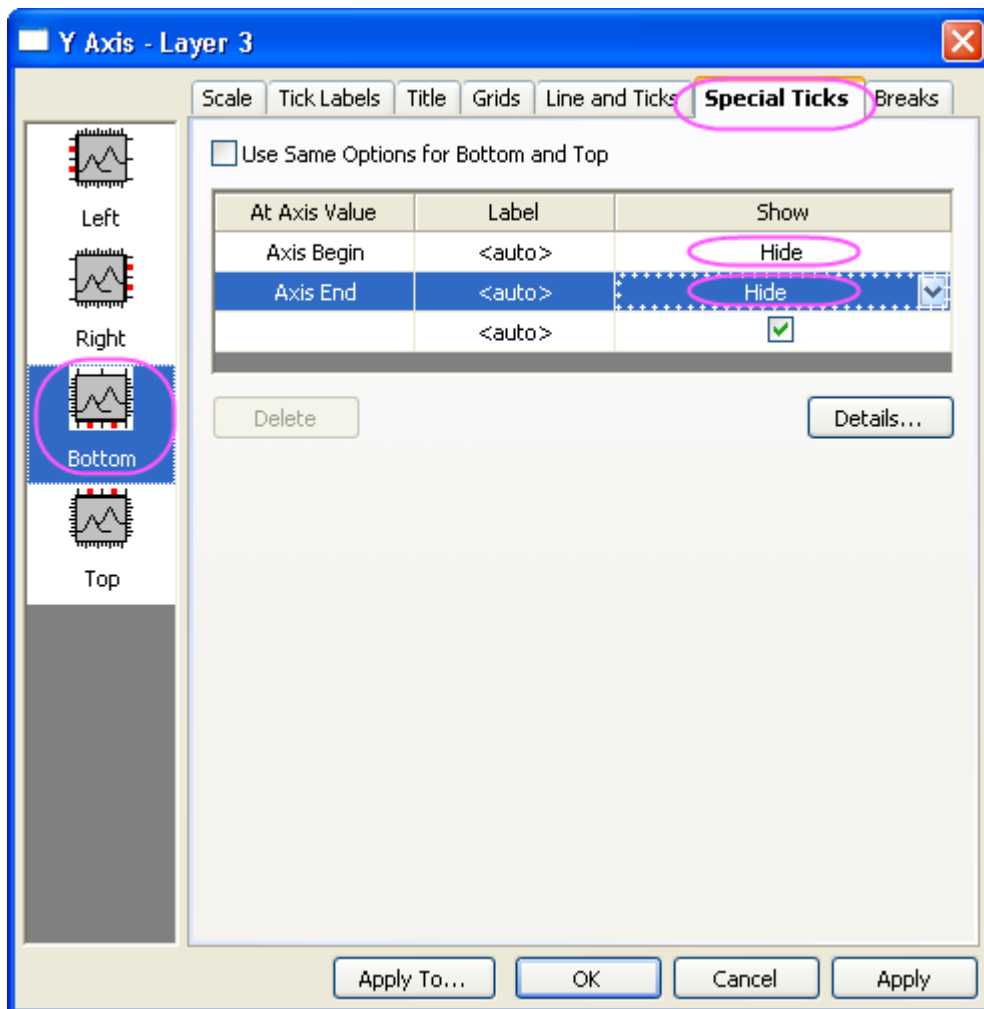 Y Axis - Layer 3
Scale Tick Labels Title Grids Line and Ticks Special Ticks Breaks
Left
Right
Bottom
Top
Use Same Options for Bottom and Top
At Axis Value Label Show
Axis Begin <auto> Hide
Axis End <auto> Hide
<auto>
Delete Details...
Apply To... OK Cancel Apply